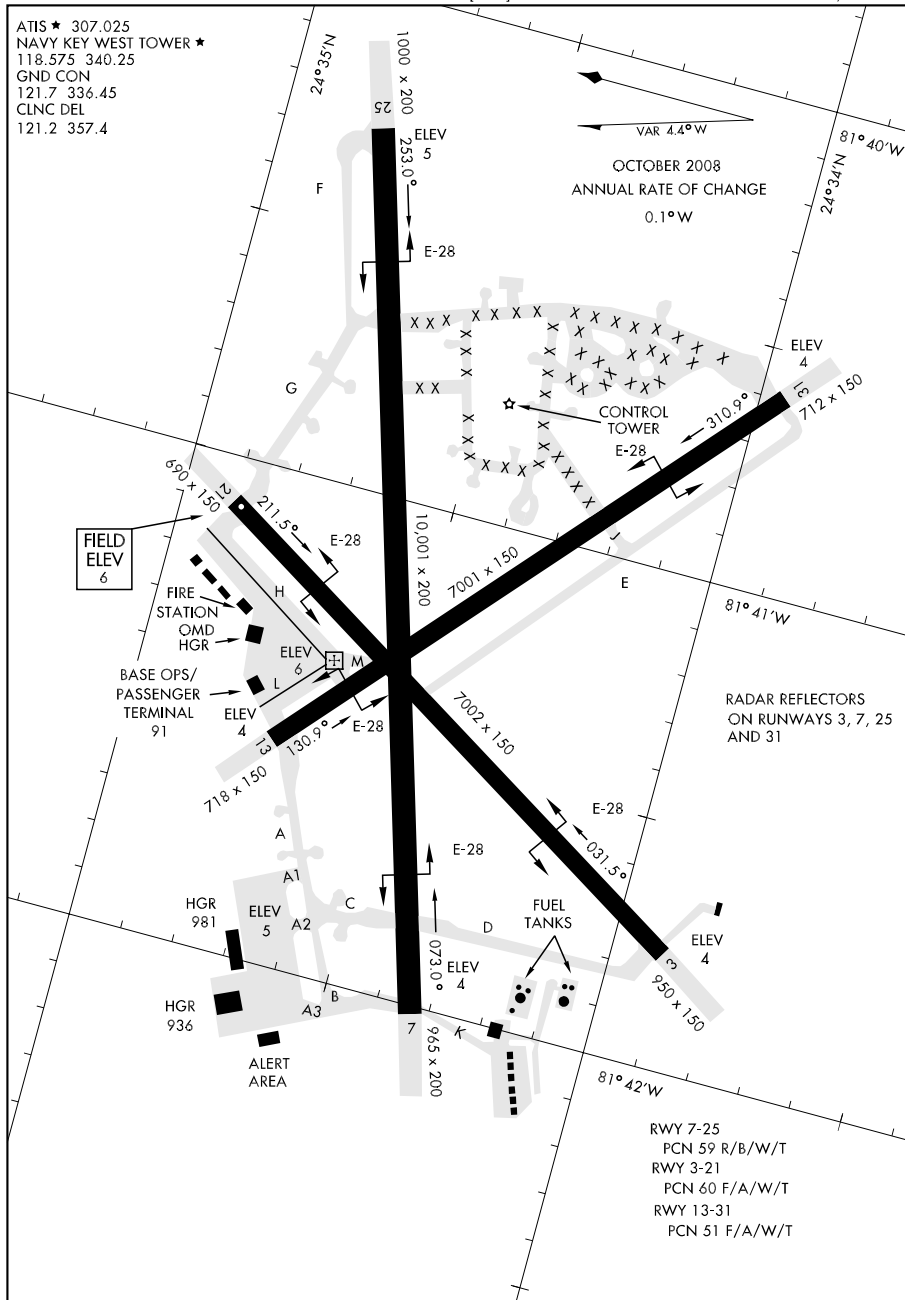 ATIS ★ 307.025
NAVY KEY WEST TOWER ★
118.575 340.25
GND CON
121.7 336.45
CLNC DEL
121.2 357.4
24°35'N
1000 x 200
25
ELEV
5
253.0°
VAR 4.4° W
81°40'W
24°34'N
OCTOBER 2008
ANNUAL RATE OF CHANGE
0.1° W
F
E-28
X X X X X X X X X X X X X
G
X X
CONTROL
TOWER
ELEV
4
31
712 x 150
310.9°
E-28
690 x 150
21
211.5°
FIELD
ELEV
6
E-28
10,001 x 200
7001 x 150
J
E
81°41'W
H
FIRE
STATION
OMD
HGR
ELEV
6
M
BASE OPS/
PASSENGER
TERMINAL
91
L
ELEV
4
13
130.9°
E-28
718 x 150
7002 x 150
RADAR REFLECTORS
ON RUNWAYS 3, 7, 25
AND 31
A
E-28
E-28
031.5°
A1
HGR
981
ELEV
5
A2
C
D
FUEL
TANKS
073.0°
ELEV
4
3
ELEV
4
950 x 150
HGR
936
A3
B
7
K
965 x 200
ALERT
AREA
81°42'W
RWY 7-25
PCN 59 R/B/W/T
RWY 3-21
PCN 60 F/A/W/T
RWY 13-31
PCN 51 F/A/W/T